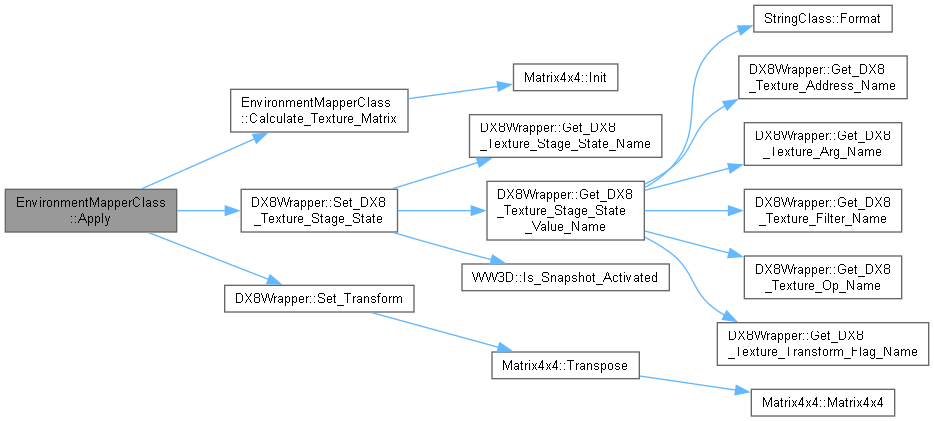 EnvironmentMapperClass
::Apply
EnvironmentMapperClass
::Calculate_Texture_Matrix
Matrix4x4::Init
DX8Wrapper::Set_DX8
_Texture_Stage_State
DX8Wrapper::Get_DX8
_Texture_Stage_State_Name
DX8Wrapper::Get_DX8
_Texture_Stage_State
_Value_Name
StringClass::Format
DX8Wrapper::Get_DX8
_Texture_Address_Name
DX8Wrapper::Get_DX8
_Texture_Arg_Name
DX8Wrapper::Get_DX8
_Texture_Filter_Name
DX8Wrapper::Get_DX8
_Texture_Op_Name
DX8Wrapper::Get_DX8
_Texture_Transform_Flag_Name
WW3D::Is_Snapshot_Activated
DX8Wrapper::Set_Transform
Matrix4x4::Transpose
Matrix4x4::Matrix4x4